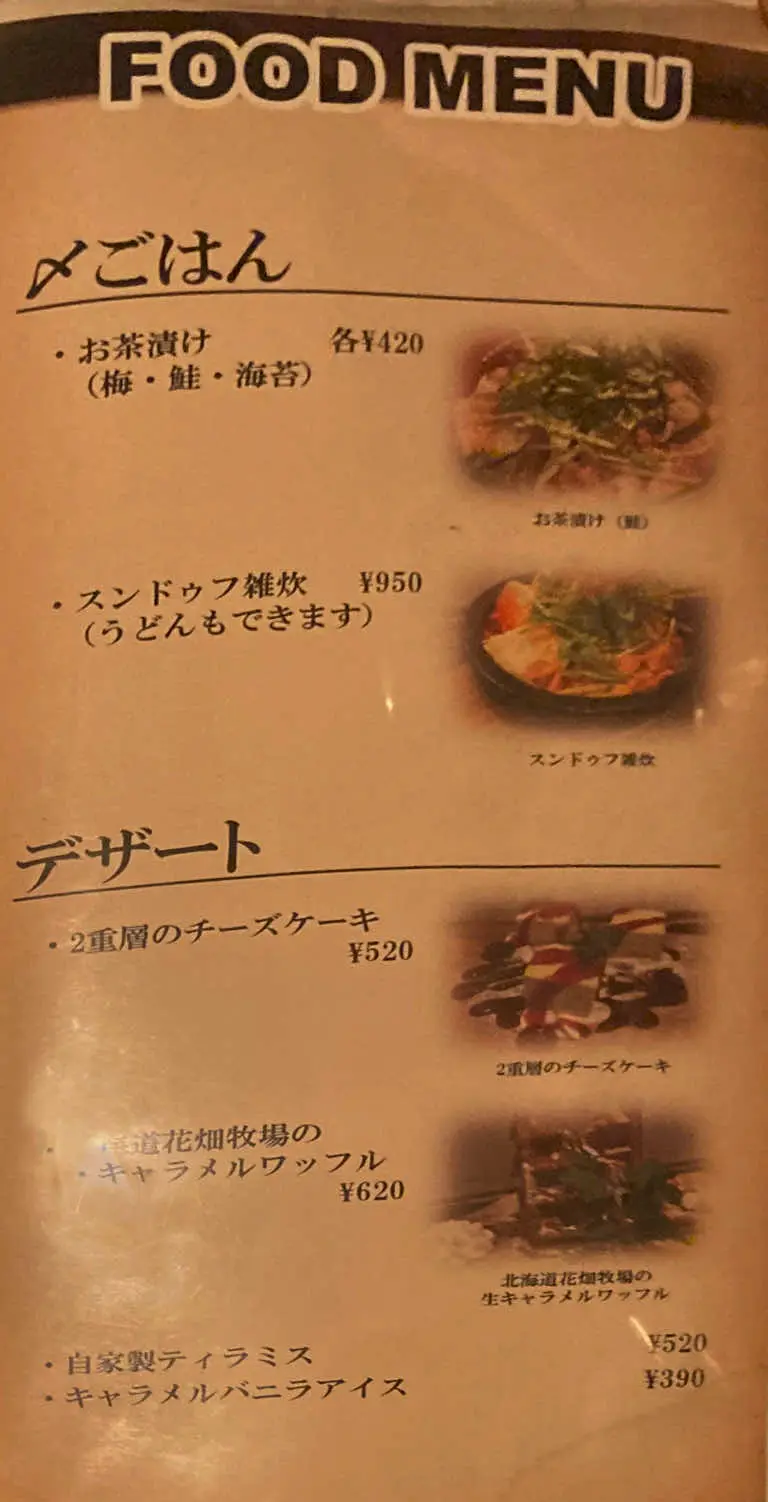 FOOD MENU
〆ごはん
・お茶漬け 各¥420
（梅・鮭・海苔）
お茶漬け（鮭）
・スンドゥフ雑炊 ¥950
（うどんもできます）
スンドゥフ雑炊
デザート
・2重層のチーズケーキ
¥520
2重層のチーズケーキ
・ 道花畑牧場の
キャラメルワッフル
¥620
北海道花畑牧場の
生キャラメルワッフル
・自家製ティラミス ¥520
・キャラメルバニラアイス ¥390